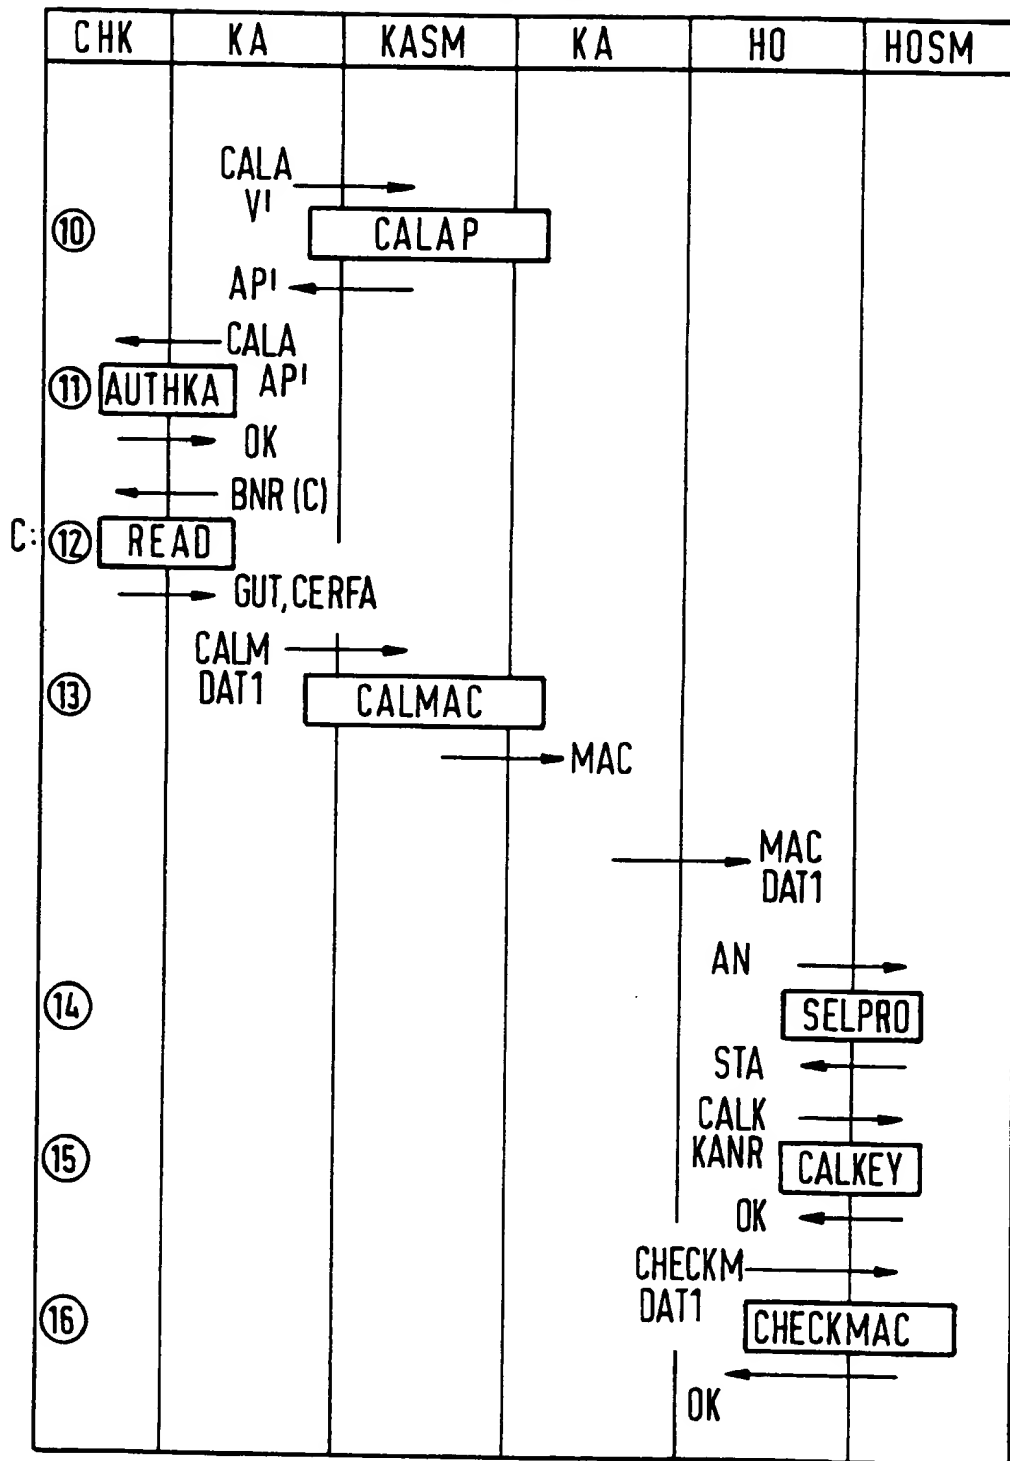 CHK KA KASM KA HO HOSM
CALA
V'
10 CALAP
AP'
CALA
11 AUTHKA AP'
OK
BNR (C)
C: 12 READ
GUT, CERFA
CALM
DAT1
13 CALMAC
MAC
MAC
DAT1
AN
14 SELPRO
STA
CALK
KANR
15 CALKEY
OK
CHECKM
DAT1
16 CHECKMAC
OK